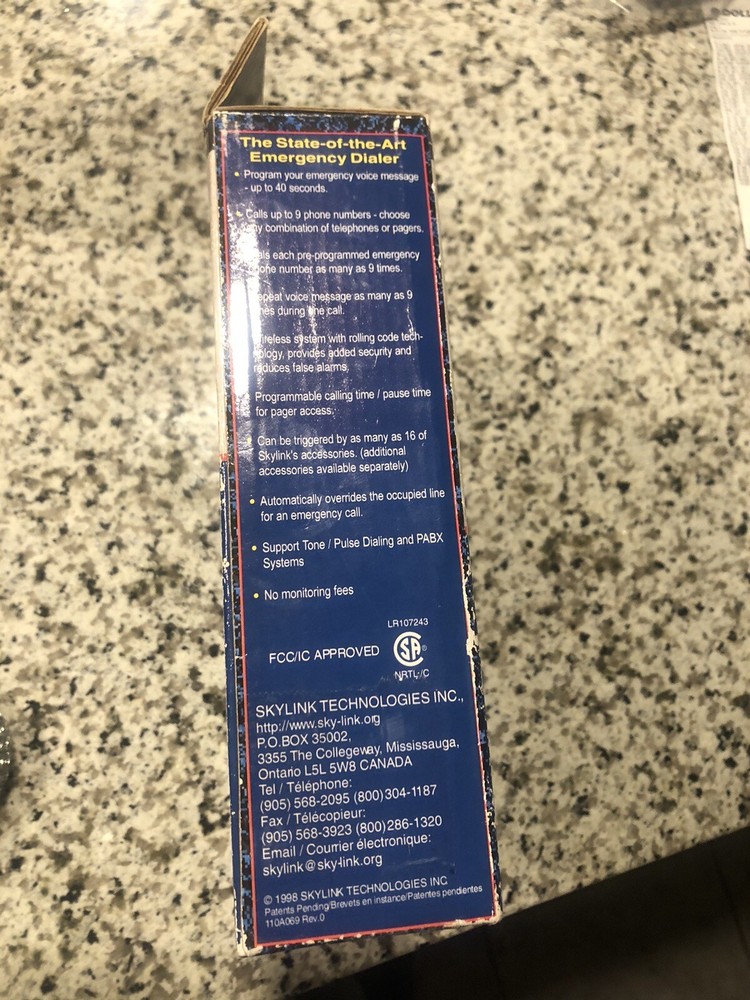 The State-of-the-Art
Emergency Dialer
• Program your emergency voice message
- up to 40 seconds.
• Calls up to 9 phone numbers - choose
combination of telephones or pagers.
each pre-programmed emergency
number as many as 9 times.
voice message as many as 9
during one call.
system with rolling code tech-
nology, provides added security and
reduces false alarms.
Programmable calling time / pause time
for pager access.
• Can be triggered by as many as 16 of
Skylink's accessories. (additional
accessories available separately)
• Automatically overrides the occupied line
for an emergency call.
• Support Tone / Pulse Dialing and PABX
Systems
• No monitoring fees
LR107243
FCC/IC APPROVED
SA ®
NRTL/C
SKYLINK TECHNOLOGIES INC.,
http://www.sky-link.org
P.O.BOX 35002,
3355 The Collegeway, Mississauga,
Ontario L5L 5W8 CANADA
Tel / Téléphone:
(905) 568-2095 (800) 304-1187
Fax / Télécopieur:
(905) 568-3923 (800) 286-1320
Email / Courrier électronique:
skylink@sky-link.org
© 1998 SKYLINK TECHNOLOGIES INC
Patents Pending/Brevets en instance/Patentes pendientes
110A069 Rev.0